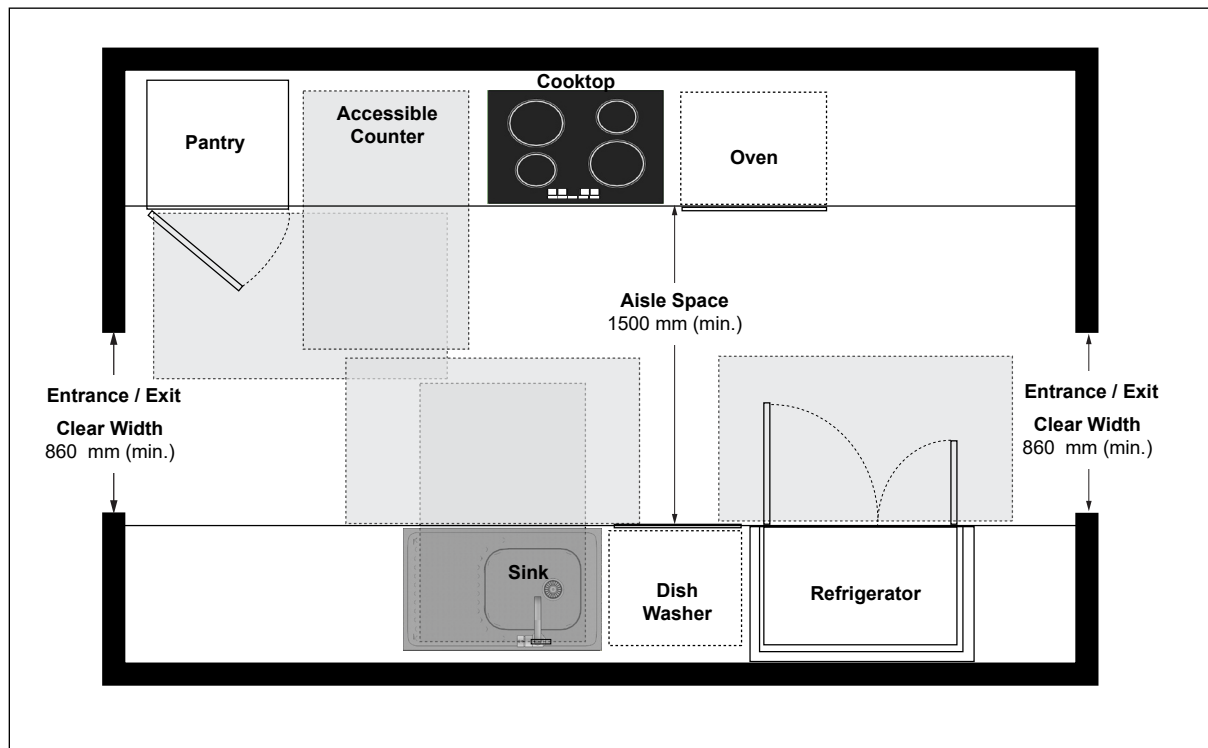 Cooktop
Pantry
Accessible
Counter
Oven
Aisle Space
1500 mm (min.)
Entrance / Exit
Clear Width
860  mm (min.)
Entrance / Exit
Clear Width
860  mm (min.)
Sink
Dish
Washer
Refrigerator